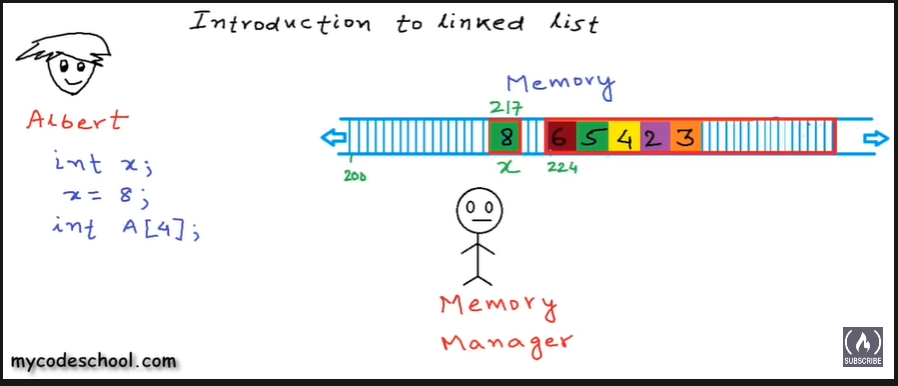 Introduction to linked list
Albert
int x;
x = 8;
int A[4];
Memory
217
8 6 5 4 2 3
200 x 224
Memory
Manager
mycodeschool.com
SUBSCRIBE